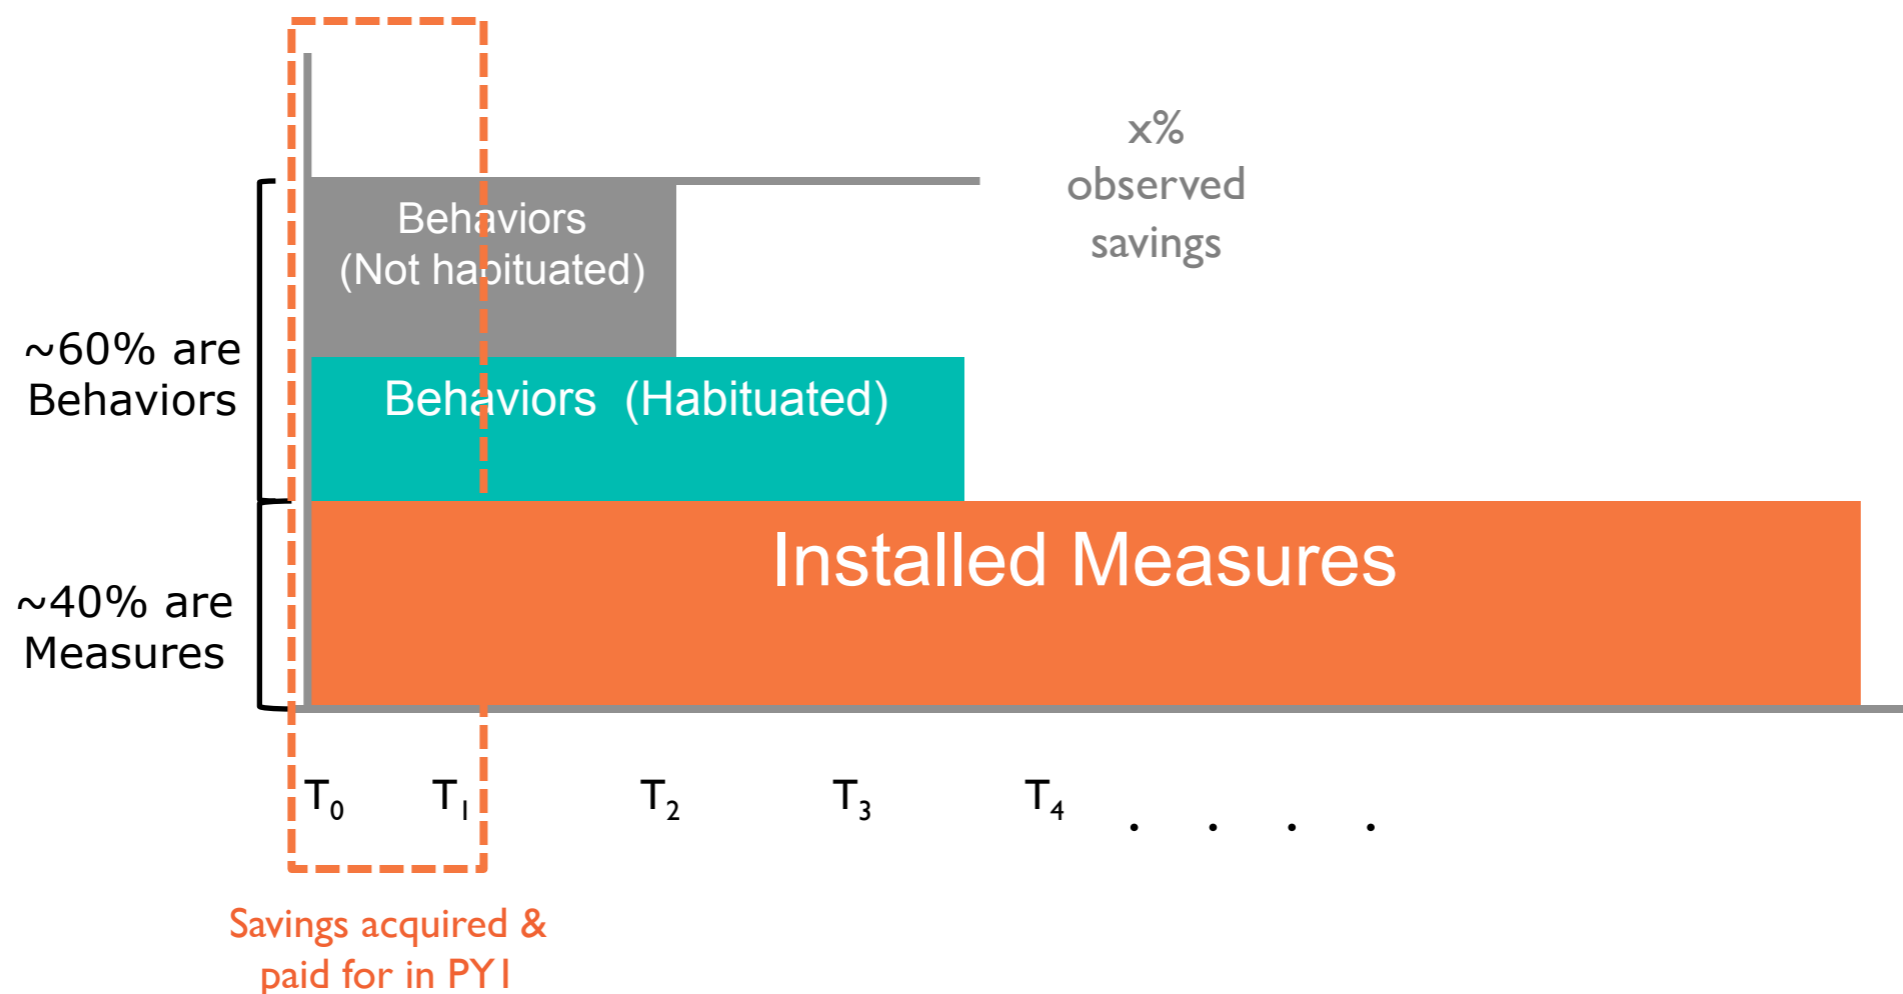 x%
observed
savings
Behaviors
(Not habituated)
~60% are
Behaviors
Behaviors (Habituated)
Installed Measures
~40% are
Measures
T₀ T₁ T₂ T₃ T₄ . . . .
Savings acquired &
paid for in PY1